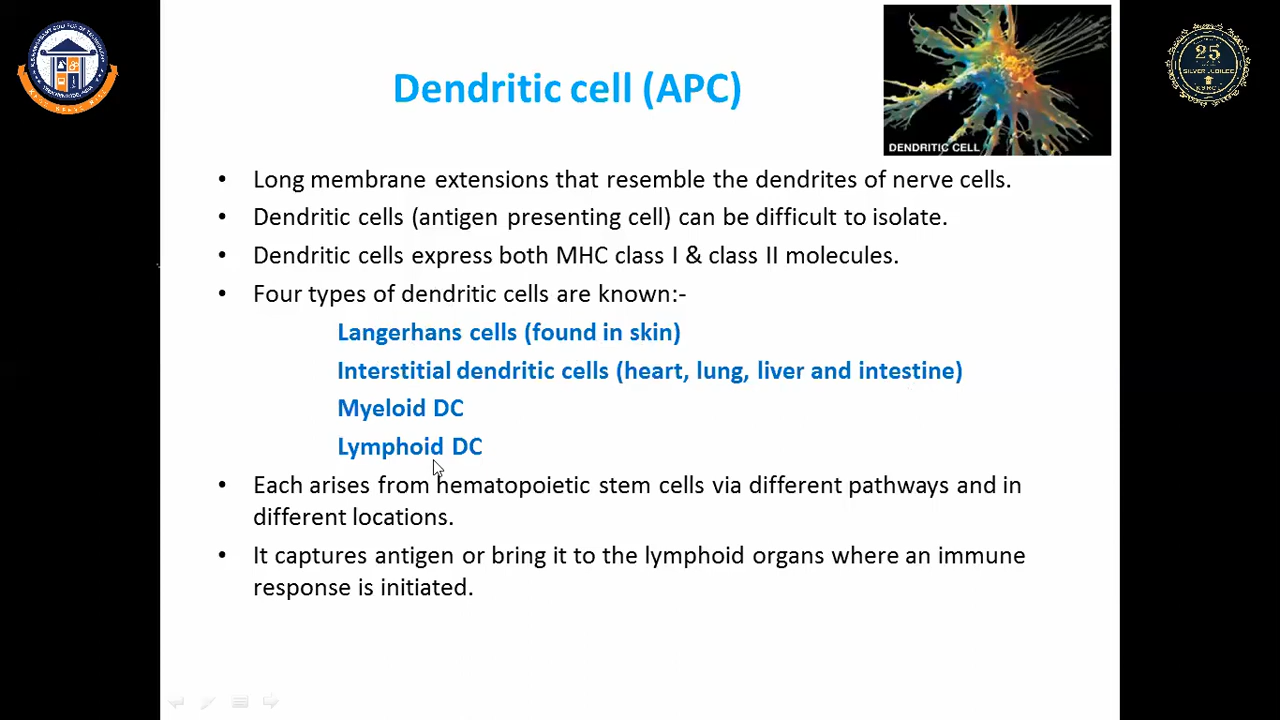 Dendritic cell (APC)
DENDRITIC CELL
• Long membrane extensions that resemble the dendrites of nerve cells.
• Dendritic cells (antigen presenting cell) can be difficult to isolate.
• Dendritic cells express both MHC class I & class II molecules.
• Four types of dendritic cells are known:-
Langerhans cells (found in skin)
Interstitial dendritic cells (heart, lung, liver and intestine)
Myeloid DC
Lymphoid DC
• Each arises from hematopoietic stem cells via different pathways and in
different locations.
• It captures antigen or bring it to the lymphoid organs where an immune
response is initiated.
25
SILVER JUBILEE